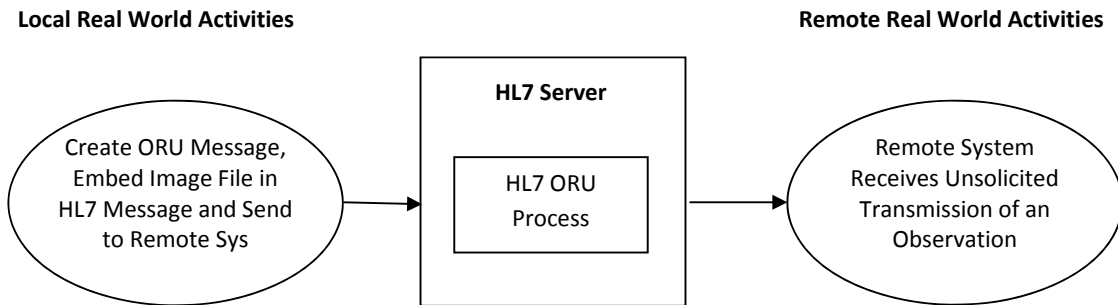 Local Real World Activities
Remote Real World Activities
HL7 Server
Create ORU Message,
Embed Image File in
HL7 Message and Send
to Remote Sys
HL7 ORU
Process
Remote System
Receives Unsolicited
Transmission of an
Observation